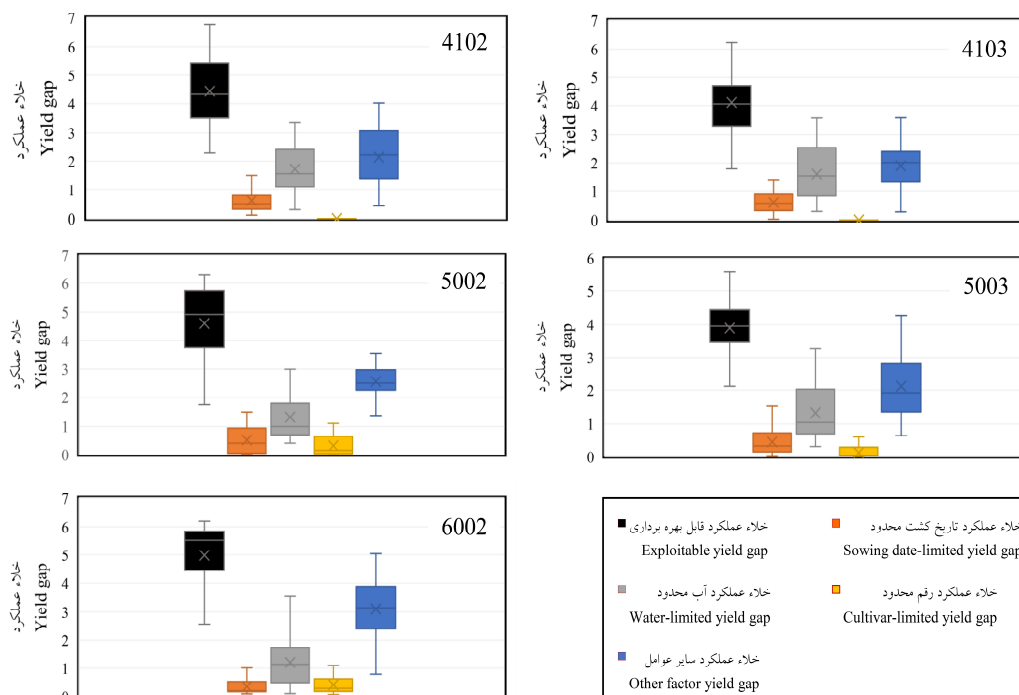 4102
خلاء عملکرد
Yield gap
7
6
5
4
3
2
1
0
4103
خلاء عملکرد
Yield gap
7
6
5
4
3
2
1
0
5002
خلاء عملکرد
Yield gap
7
6
5
4
3
2
1
0
5003
خلاء عملکرد
Yield gap
6
5
4
3
2
1
0
6002
خلاء عملکرد
Yield gap
7
6
5
4
3
2
1
0
خلاء عملکرد قابل بهره برداری
Exploitable yield gap
خلاء عملکرد تاریخ کشت محدود
Sowing date-limited yield gap
خلاء عملکرد آب محدود
Water-limited yield gap
خلاء عملکرد رقم محدود
Cultivar-limited yield gap
خلاء عملکرد سایر عوامل
Other factor yield gap